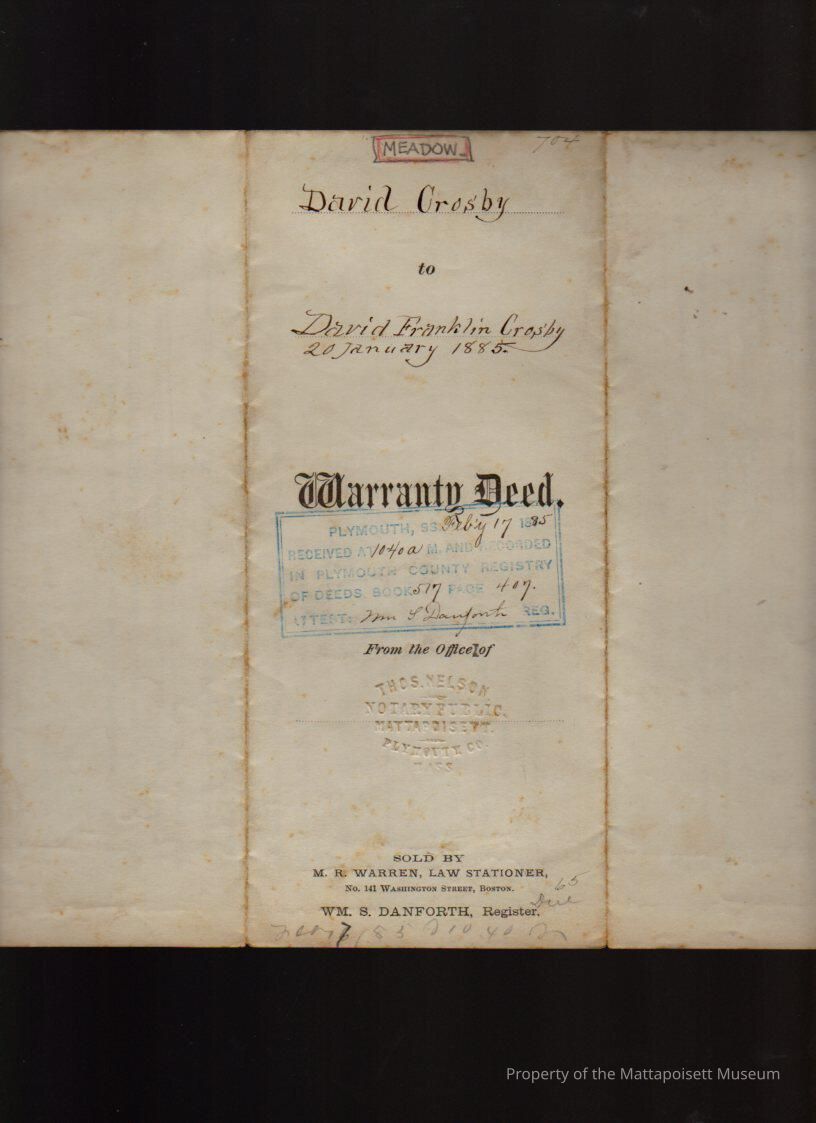 MEADOW.
704
David Crosby
to
David Franklin Crosby
20 January 1885.
Warranty Deed.
PLYMOUTH, SS. Feb'y 17 1885
RECEIVED AT 10 40 a M. AND RECORDED
IN PLYMOUTH COUNTY REGISTRY
OF DEEDS, BOOK 517 PAGE 407.
ATTEST: Wm S Danforth REG.
From the Office of
THOS. NELSON
NOTARY PUBLIC.
MATTAPOISETT.
PLYMOUTH CO.
MASS.
SOLD BY
M. R. WARREN, LAW STATIONER,
No. 141 Washington Street, Boston.
65
Due
WM. S. DANFORTH, Register.
Property of the Mattapoisett Museum